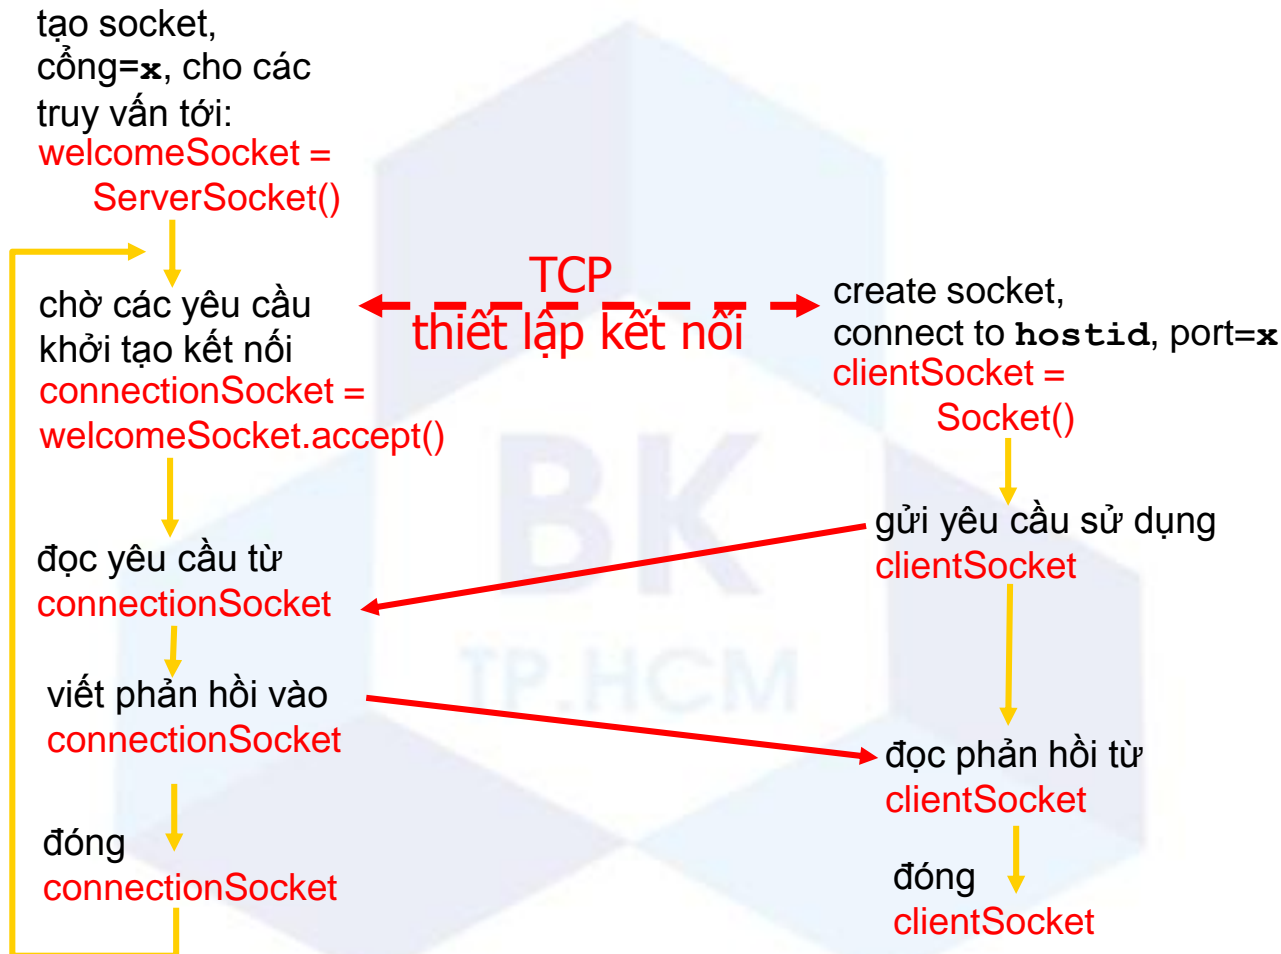 tạo socket,
cổng=x, cho các
truy vấn tới:
welcomeSocket =
ServerSocket()
chờ các yêu cầu
khởi tạo kết nối
connectionSocket =
welcomeSocket.accept()
đọc yêu cầu từ
connectionSocket
viết phản hồi vào
connectionSocket
đóng
connectionSocket
TCP
thiết lập kết nối
create socket,
connect to hostid, port=x
clientSocket =
Socket()
gửi yêu cầu sử dụng
clientSocket
đọc phản hồi từ
clientSocket
đóng
clientSocket
BK
TP.HCM